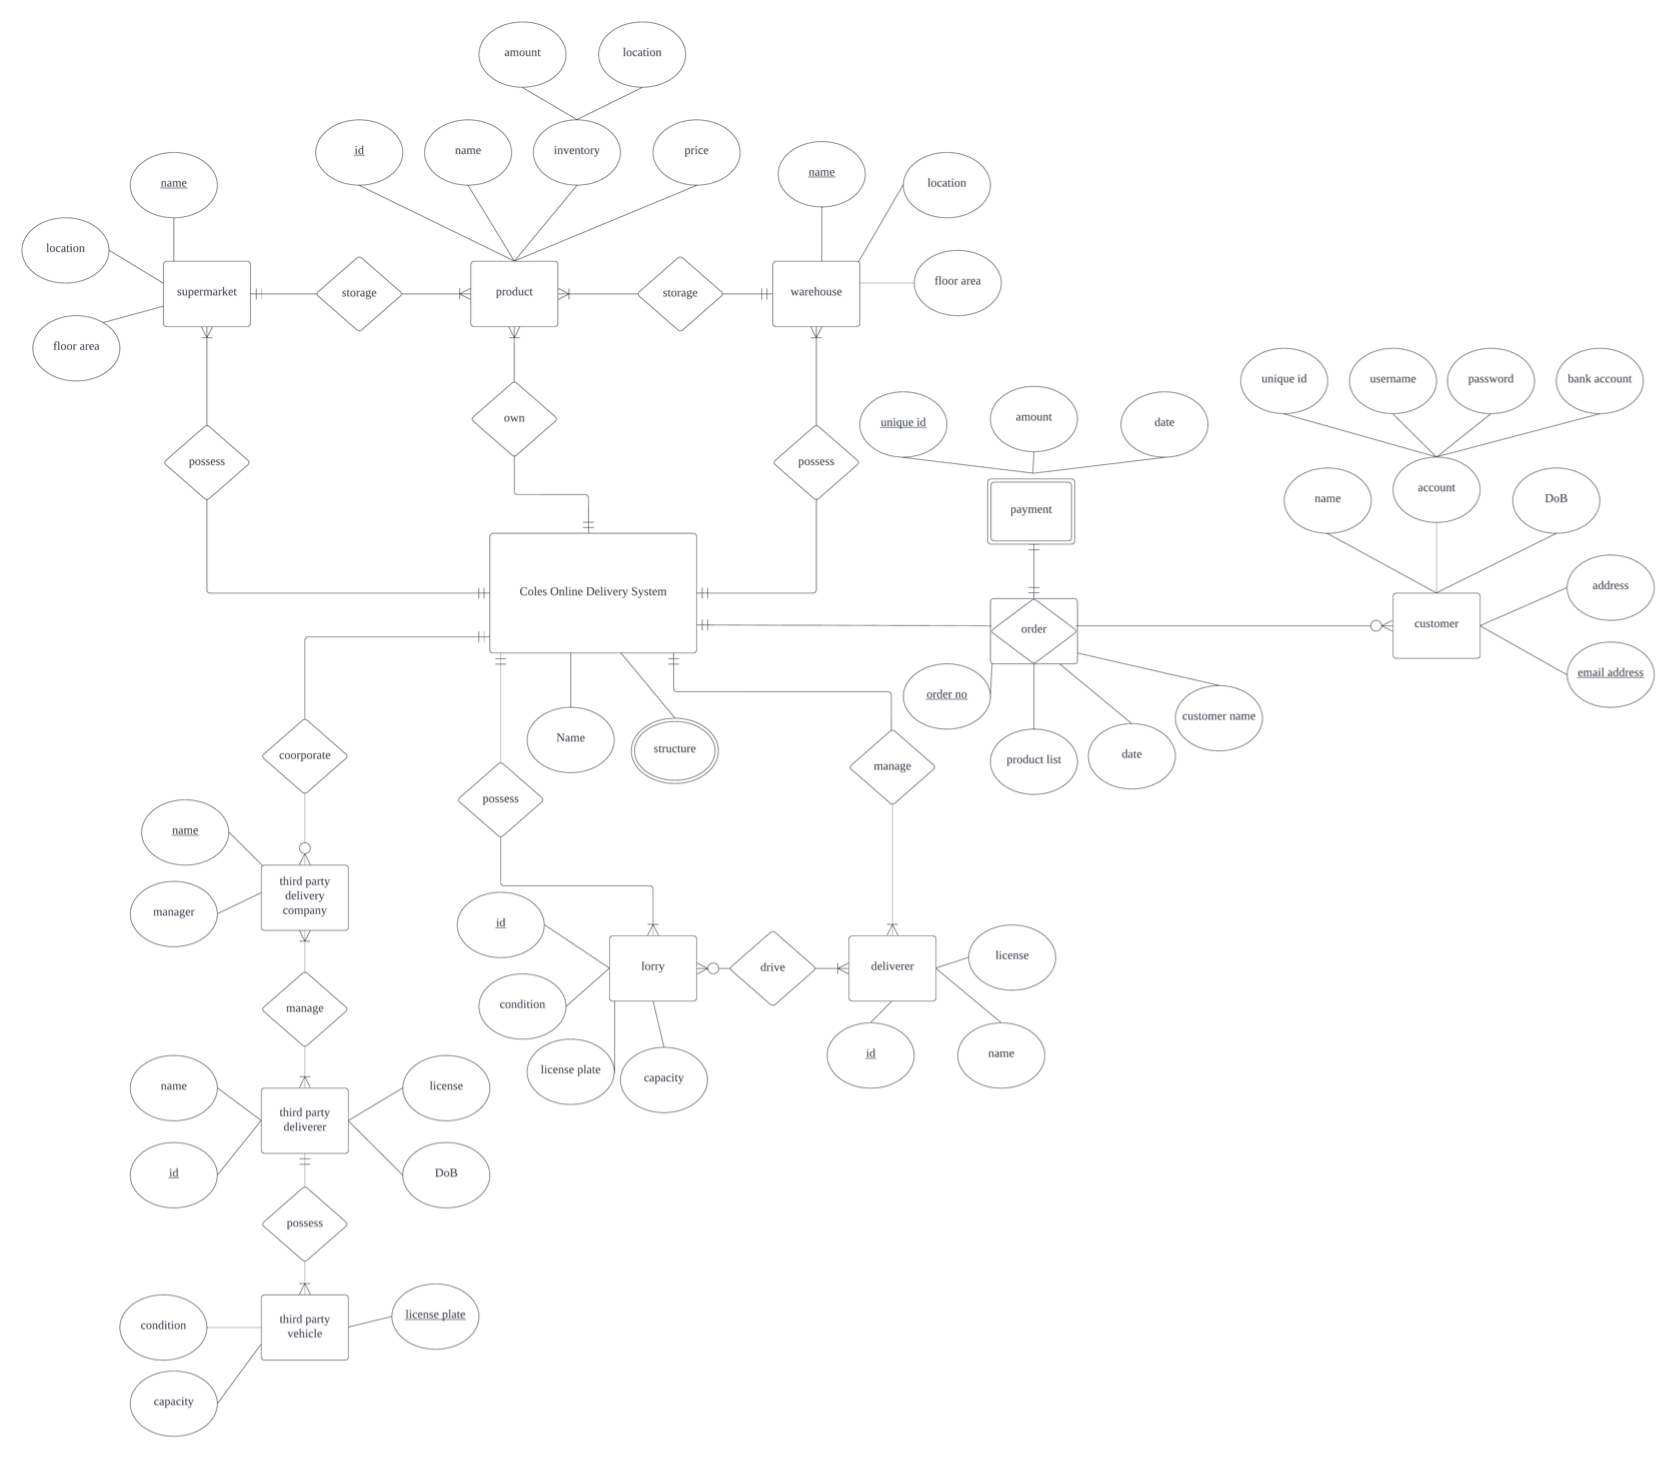 amount
location
id
name
inventory
price
name
location
name
location
floor area
supermarket
storage
product
storage
warehouse
floor area
unique id
username
password
bank account
possess
own
possess
unique id
amount
date
name
account
DoB
payment
Coles Online Delivery System
address
order
customer
email address
order no
customer name
product list
date
Name
structure
manage
coorporate
possess
name
manager
third party
delivery
company
id
condition
license plate
capacity
lorry
drive
deliverer
license
id
name
manage
name
id
third party
deliverer
license
DoB
possess
condition
capacity
third party
vehicle
license plate